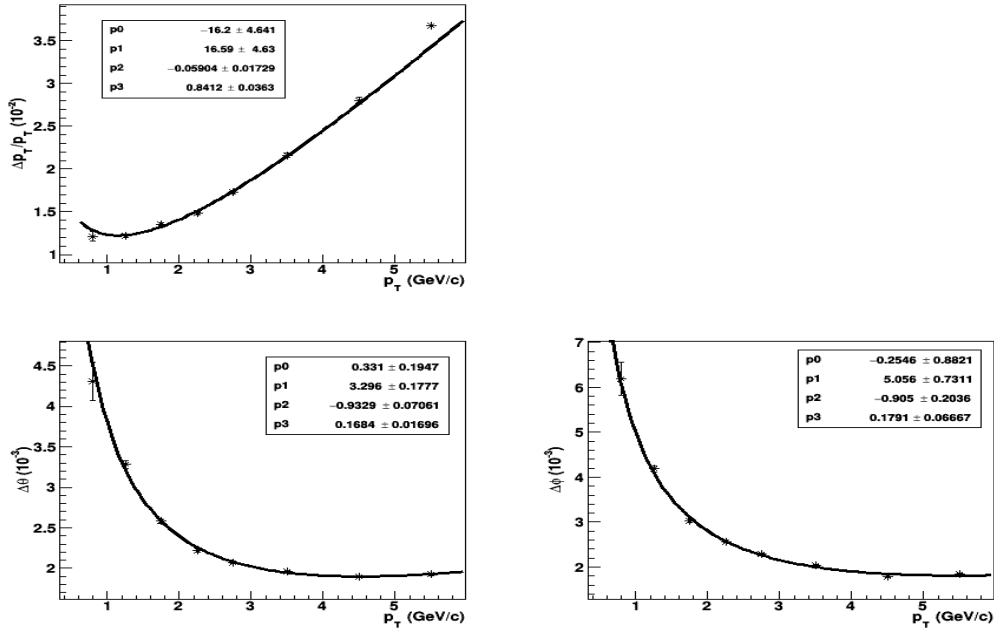 3.5
3
2.5
2
1.5
1
Δp_T/p_T (10^-2)
p0 −16.2 ± 4.641
p1 16.59 ± 4.63
p2 −0.05904 ± 0.01729
p3 0.8412 ± 0.0363
1 2 3 4 5
p_T (GeV/c)
4.5
4
3.5
3
2.5
2
Δθ (10^-3)
p0 0.331 ± 0.1947
p1 3.296 ± 0.1777
p2 −0.9329 ± 0.07061
p3 0.1684 ± 0.01696
1 2 3 4 5
p_T (GeV/c)
7
6
5
4
3
2
Δϕ (10^-3)
p0 −0.2546 ± 0.8821
p1 5.056 ± 0.7311
p2 −0.905 ± 0.2036
p3 0.1791 ± 0.06667
1 2 3 4 5
p_T (GeV/c)